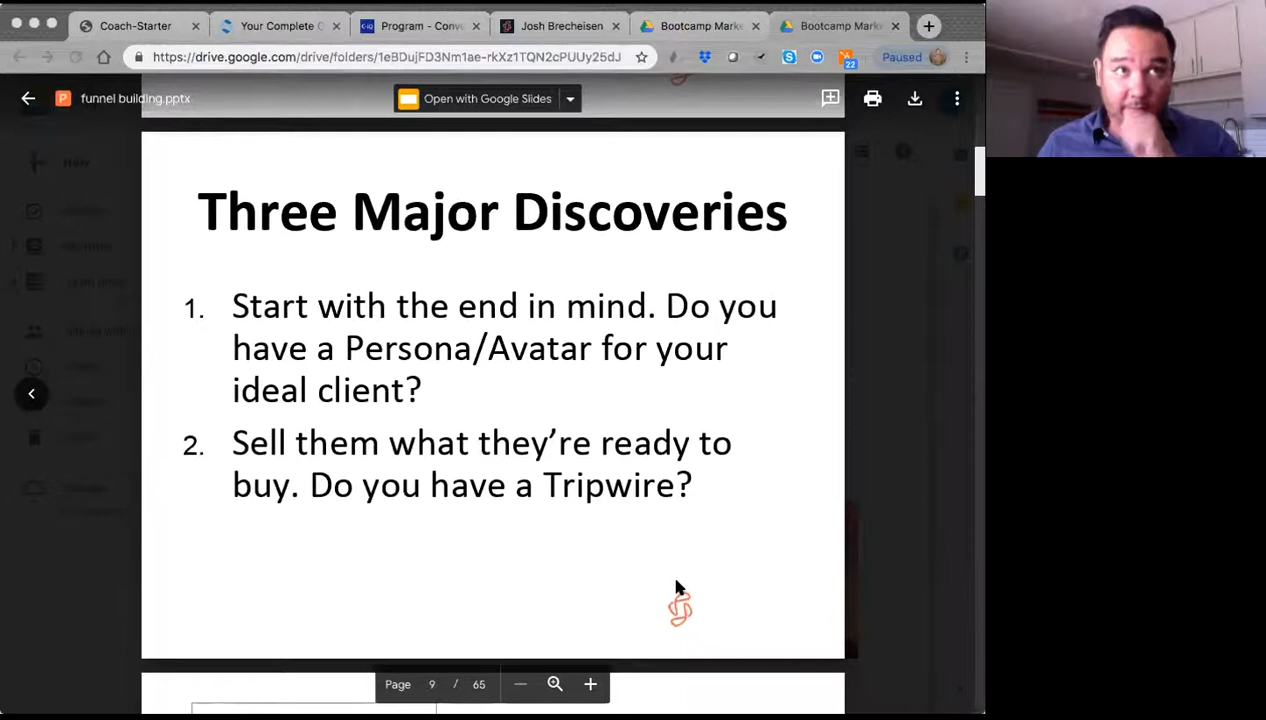 Coach-Starter
Your Complete
Program - Conv
Josh Brecheisen
Bootcamp Mark
Bootcamp Mark
https://drive.google.com/drive/folders/1eBDujFD3Nm1ae-rkXz1TQN2cPUUy25dJ
22
Paused
P
funnel building.pptx
Open with Google Slides
Three Major Discoveries
1. Start with the end in mind. Do you
have a Persona/Avatar for your
ideal client?
2. Sell them what they’re ready to
buy. Do you have a Tripwire?
Page 9 / 65